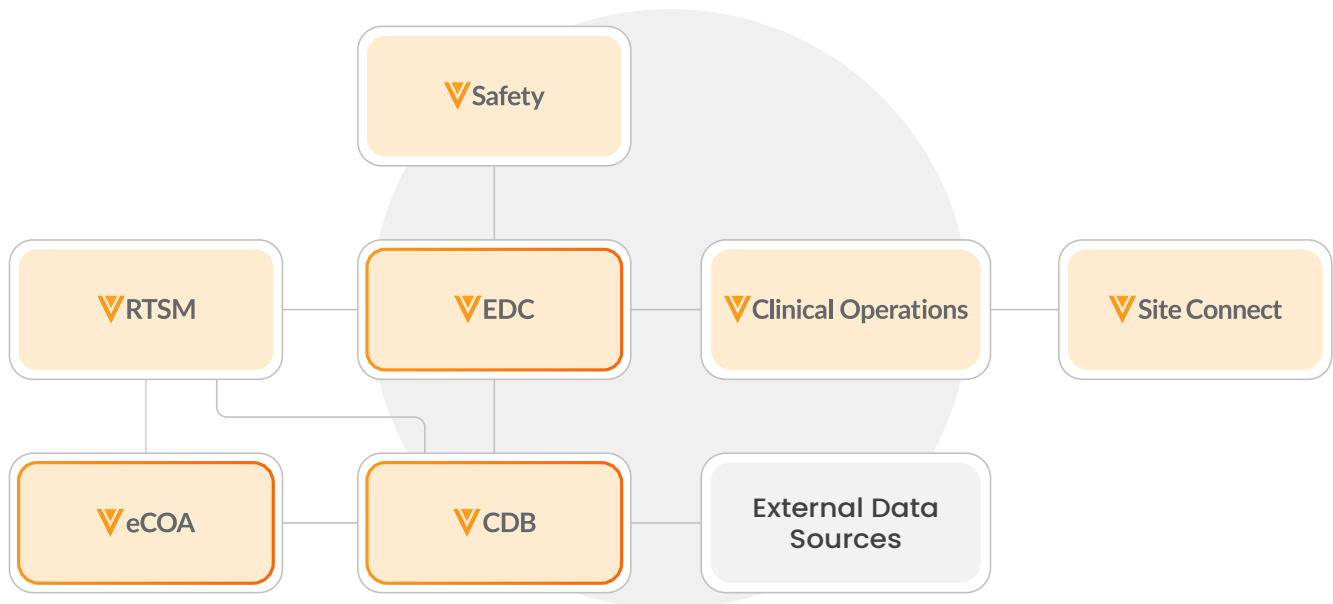 Safety
RTSM
EDC
Clinical Operations
Site Connect
eCOA
CDB
External Data
Sources